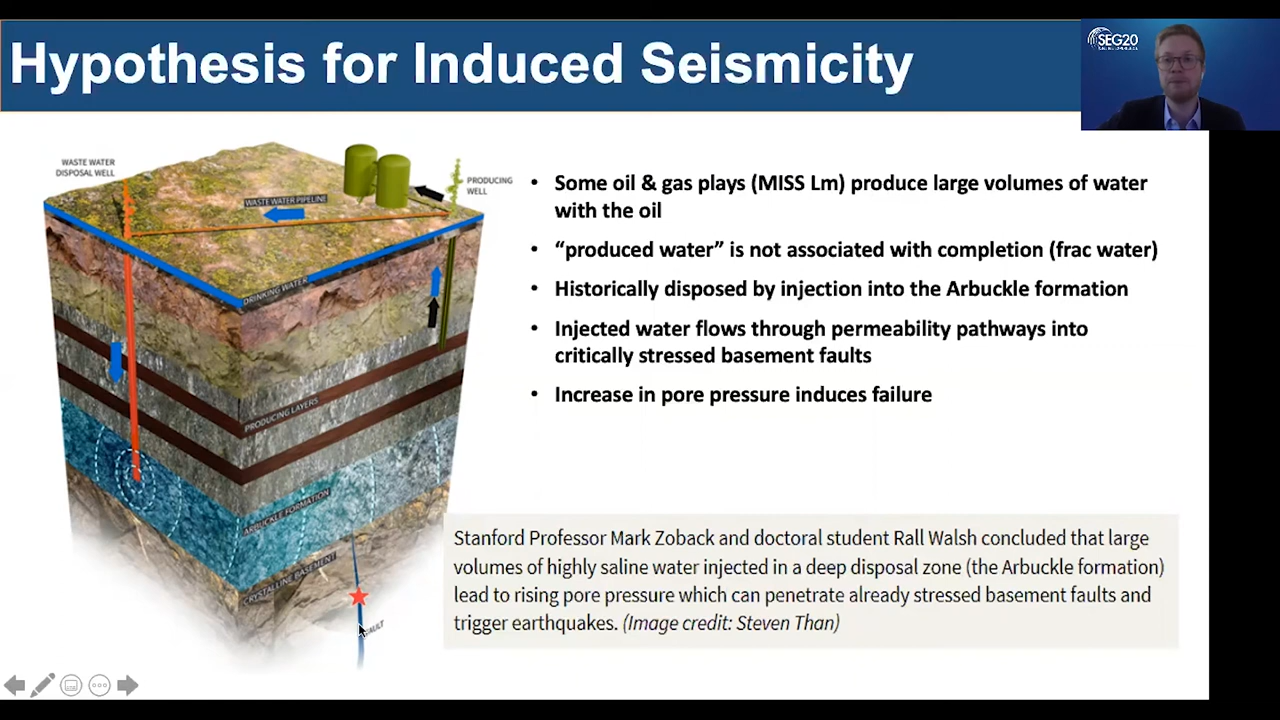 Hypothesis for Induced Seismicity
SEG20
WASTE WATER
DISPOSAL WELL
WASTE WATER PIPELINE
PRODUCING
WELL
DRINKING WATER
PRODUCING LAYERS
ARBUCKLE FORMATION
CRYSTALLINE BASEMENT
• Some oil & gas plays (MISS Lm) produce large volumes of water
with the oil
• “produced water” is not associated with completion (frac water)
• Historically disposed by injection into the Arbuckle formation
• Injected water flows through permeability pathways into
critically stressed basement faults
• Increase in pore pressure induces failure
Stanford Professor Mark Zoback and doctoral student Rall Walsh concluded that large
volumes of highly saline water injected in a deep disposal zone (the Arbuckle formation)
lead to rising pore pressure which can penetrate already stressed basement faults and
trigger earthquakes. (Image credit: Steven Than)